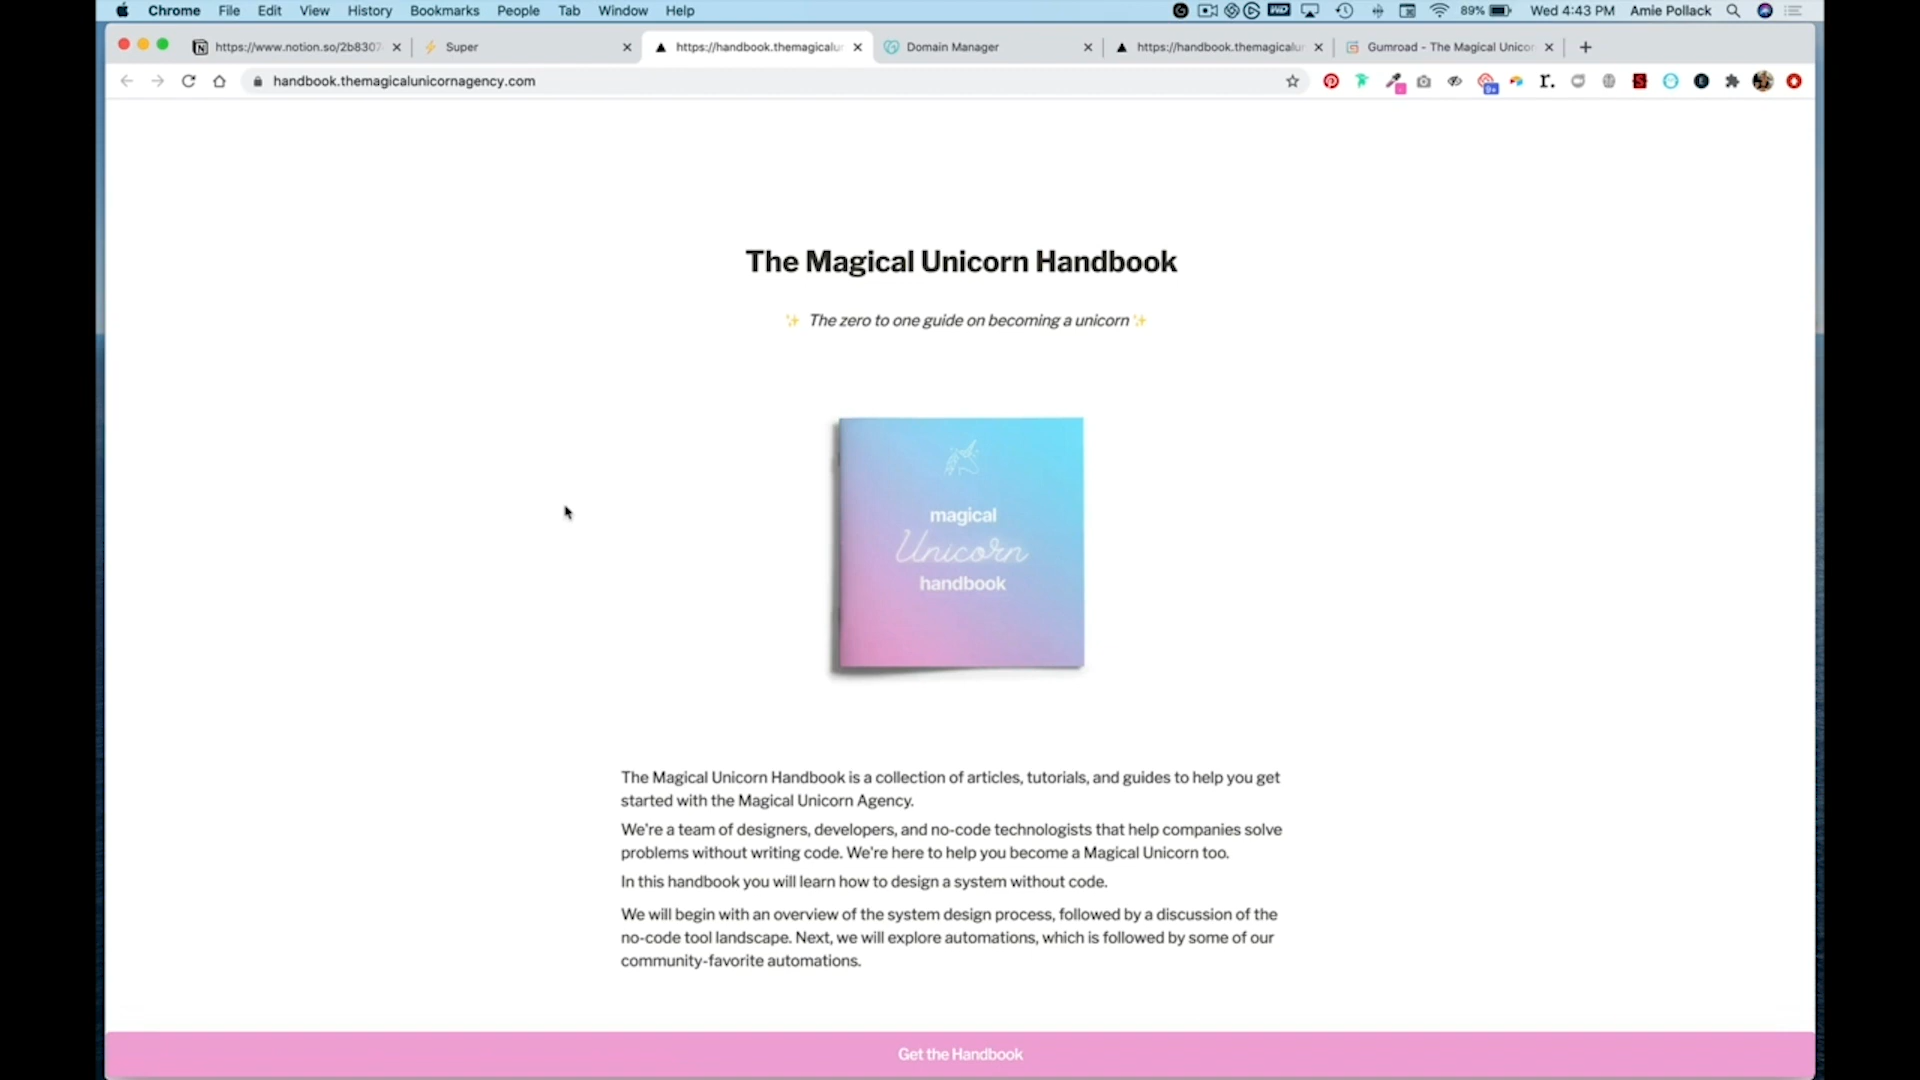 Chrome File Edit View History Bookmarks People Tab Window Help 89% Wed 4:43 PM Amie Pollack
https://www.notion.so/2b8307 Super https://handbook.themagicalur Domain Manager https://handbook.themagicalur Gumroad - The Magical Unicor
handbook.themagicalunicornagency.com
The Magical Unicorn Handbook
✨ The zero to one guide on becoming a unicorn ✨
magical
Unicorn
handbook
The Magical Unicorn Handbook is a collection of articles, tutorials, and guides to help you get
started with the Magical Unicorn Agency.
We're a team of designers, developers, and no-code technologists that help companies solve
problems without writing code. We're here to help you become a Magical Unicorn too.
In this handbook you will learn how to design a system without code.
We will begin with an overview of the system design process, followed by a discussion of the
no-code tool landscape. Next, we will explore automations, which is followed by some of our
community-favorite automations.
Get the Handbook